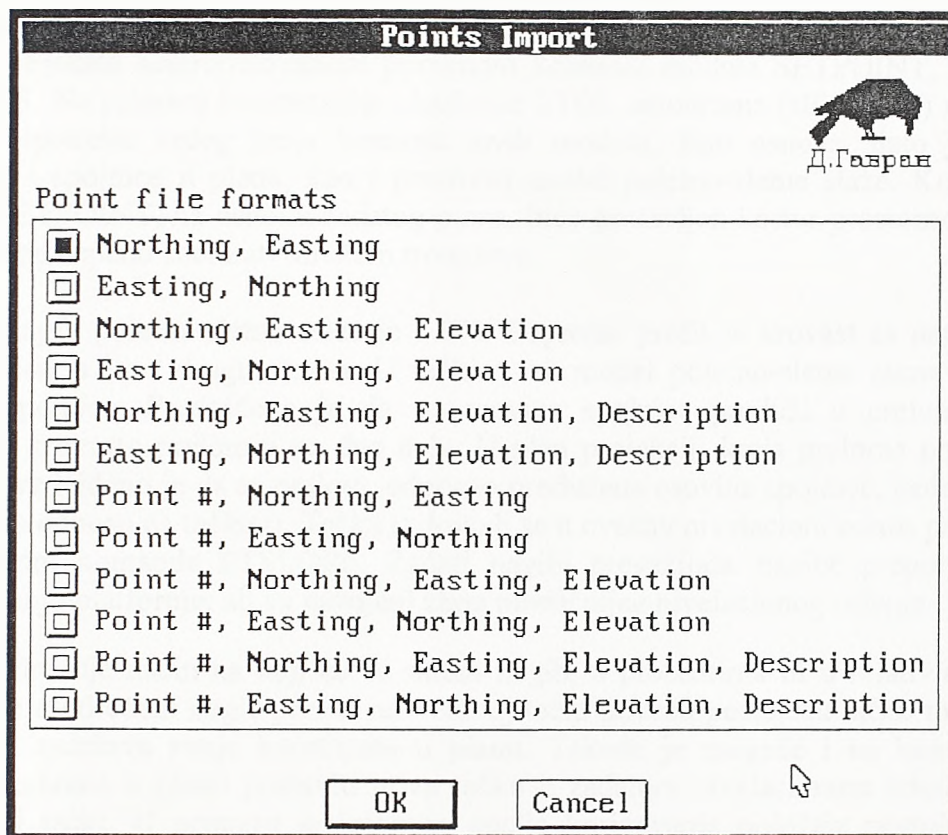 Points Import
Д.Гавран
Point file formats
Northing, Easting
Easting, Northing
Northing, Easting, Elevation
Easting, Northing, Elevation
Northing, Easting, Elevation, Description
Easting, Northing, Elevation, Description
Point #, Northing, Easting
Point #, Easting, Northing
Point #, Northing, Easting, Elevation
Point #, Easting, Northing, Elevation
Point #, Northing, Easting, Elevation, Description
Point #, Easting, Northing, Elevation, Description
OK Cancel